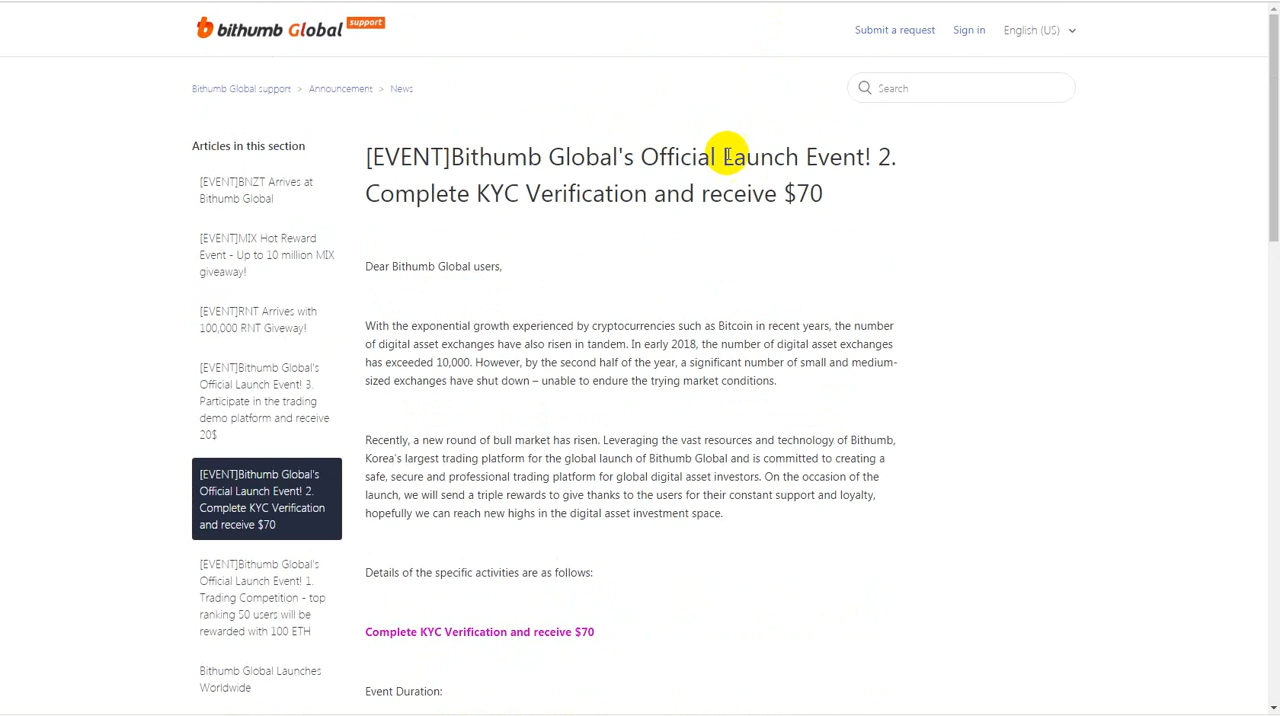 bithumb Global support
Submit a request
Sign in
English (US)
Bithumb Global support > Announcement > News
Search
Articles in this section
[EVENT]BNZT Arrives at
Bithumb Global
[EVENT]MIX Hot Reward
Event - Up to 10 million MIX
giveaway!
[EVENT]RNT Arrives with
100,000 RNT Giveway!
[EVENT]Bithumb Global's
Official Launch Event! 3.
Participate in the trading
demo platform and receive
20$
[EVENT]Bithumb Global's
Official Launch Event! 2.
Complete KYC Verification
and receive $70
[EVENT]Bithumb Global's
Official Launch Event! 1.
Trading Competition - top
ranking 50 users will be
rewarded with 100 ETH
Bithumb Global Launches
Worldwide
[EVENT]Bithumb Global's Official Launch Event! 2.
Complete KYC Verification and receive $70
Dear Bithumb Global users,
With the exponential growth experienced by cryptocurrencies such as Bitcoin in recent years, the number
of digital asset exchanges have also risen in tandem. In early 2018, the number of digital asset exchanges
has exceeded 10,000. However, by the second half of the year, a significant number of small and medium-
sized exchanges have shut down – unable to endure the trying market conditions.
Recently, a new round of bull market has risen. Leveraging the vast resources and technology of Bithumb,
Korea's largest trading platform for the global launch of Bithumb Global and is committed to creating a
safe, secure and professional trading platform for global digital asset investors. On the occasion of the
launch, we will send a triple rewards to give thanks to the users for their constant support and loyalty,
hopefully we can reach new highs in the digital asset investment space.
Details of the specific activities are as follows:
Complete KYC Verification and receive $70
Event Duration: